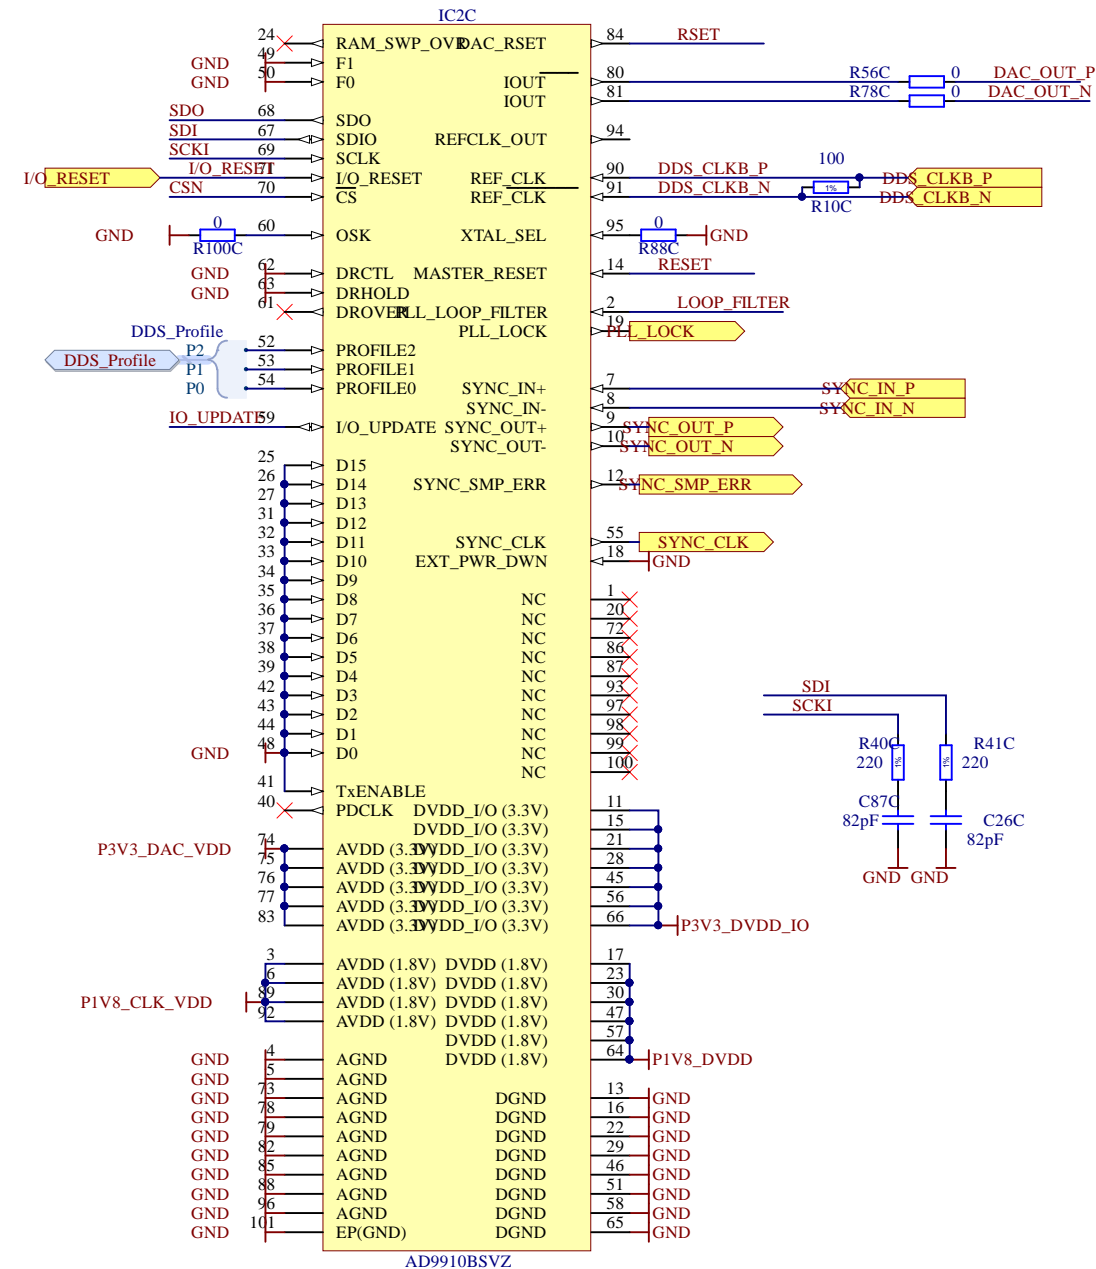 IC2C
24 RAM_SWP_OVR DAC_RSET 84 RSET
GND 49 F1
GND 50 F0 IOUT 80 R56C 0 DAC_OUT_P
IOUT 81 R78C 0 DAC_OUT_N
SDO 68 SDO
SDI 67 SDIO REFCLK_OUT 94
SCKI 69 SCLK
I/O_RESET I/O_RESET 71 I/O_RESET REF_CLK 90 DDS_CLKB_P 100 DDS_CLKB_P
CSN 70 CS REF_CLK 91 DDS_CLKB_N 1% R10C DDS_CLKB_N
GND 0 R100C 60 OSK XTAL_SEL 95 0 R88C GND
GND 62 DRCTL MASTER_RESET 14 RESET
GND 63 DRHOLD
61 DROVER PLL_LOOP_FILTER 2 LOOP_FILTER
PLL_LOCK 19 PLL_LOCK
DDS_Profile
P2 52 PROFILE2
DDS_Profile P1 53 PROFILE1
P0 54 PROFILE0 SYNC_IN+ 7 SYNC_IN_P
SYNC_IN- 8 SYNC_IN_N
IO_UPDATE 59 I/O_UPDATE SYNC_OUT+ 9 SYNC_OUT_P
SYNC_OUT- 10 SYNC_OUT_N
25 D15
26 D14 SYNC_SMP_ERR 12 SYNC_SMP_ERR
27 D13
31 D12
32 D11 SYNC_CLK 55 SYNC_CLK
33 D10 EXT_PWR_DWN 18 GND
34 D9
35 D8 NC 1
36 D7 NC 20
37 D6 NC 72
38 D5 NC 86
39 D4 NC 87
42 D3 NC 93
43 D2 NC 97
44 D1 NC 98
GND 48 D0 NC 99
NC 100
41 TxENABLE
40 PDCLK DVDD_I/O (3.3V) 11
DVDD_I/O (3.3V) 15
P3V3_DAC_VDD 74 AVDD (3.3V) DVDD_I/O (3.3V) 21
75 AVDD (3.3V) DVDD_I/O (3.3V) 28
76 AVDD (3.3V) DVDD_I/O (3.3V) 45
77 AVDD (3.3V) DVDD_I/O (3.3V) 56
83 AVDD (3.3V) DVDD_I/O (3.3V) 66 P3V3_DVDD_IO
3 AVDD (1.8V) DVDD (1.8V) 17
6 AVDD (1.8V) DVDD (1.8V) 23
P1V8_CLK_VDD 89 AVDD (1.8V) DVDD (1.8V) 30
92 AVDD (1.8V) DVDD (1.8V) 47
DVDD (1.8V) 57
GND 4 AGND DVDD (1.8V) 64 P1V8_DVDD
GND 5 AGND
GND 73 AGND DGND 13 GND
GND 78 AGND DGND 16 GND
GND 79 AGND DGND 22 GND
GND 82 AGND DGND 29 GND
GND 85 AGND DGND 46 GND
GND 88 AGND DGND 51 GND
GND 96 AGND DGND 58 GND
GND 101 EP(GND) DGND 65 GND
AD9910BSVZ
SDI
SCKI
R40C R41C
220 1% 1% 220
C87C
82pF C26C
82pF
GND GND